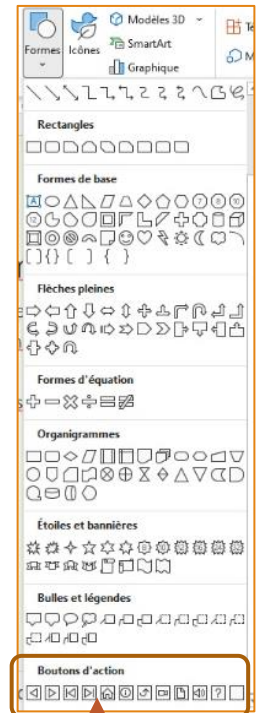 Formes
Icônes
Modèles 3D
SmartArt
Graphique
Rectangles
Formes de base
Flèches pleines
Formes d'équation
Organigrammes
Étoiles et bannières
Bulles et légendes
Boutons d'action